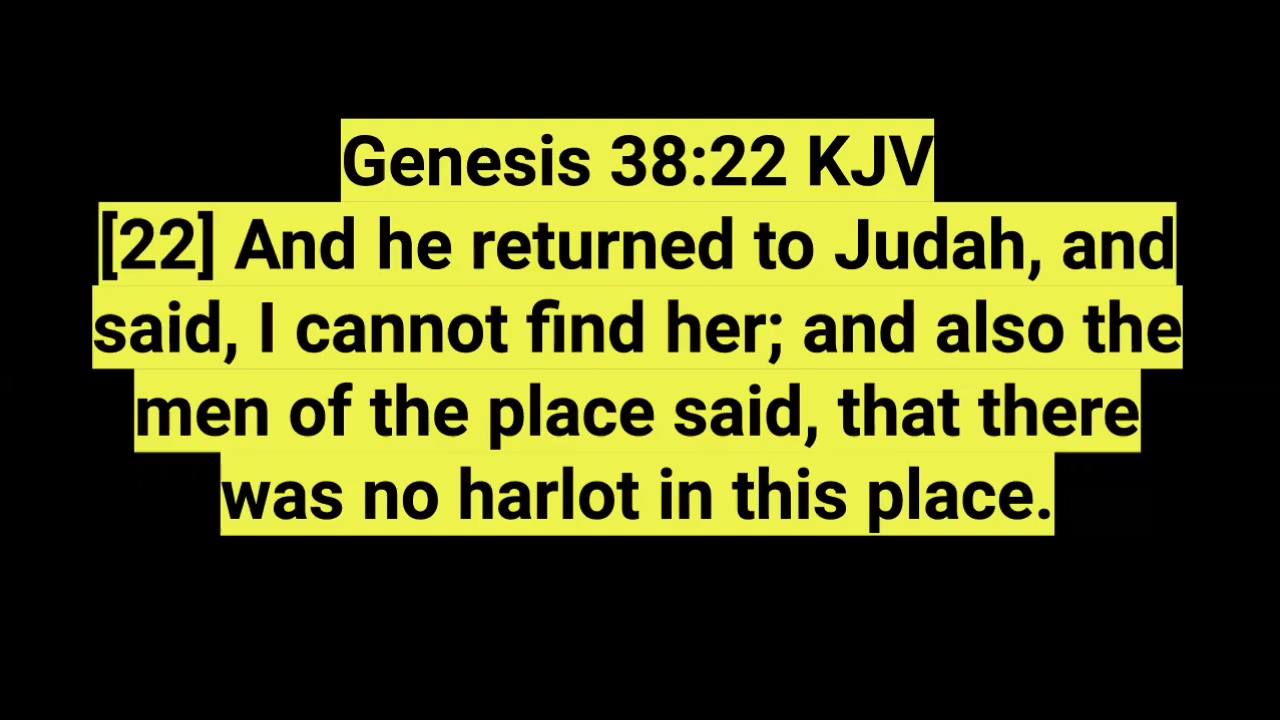 Genesis 38:22 KJV
[22] And he returned to Judah, and
said, I cannot find her; and also the
men of the place said, that there
was no harlot in this place.